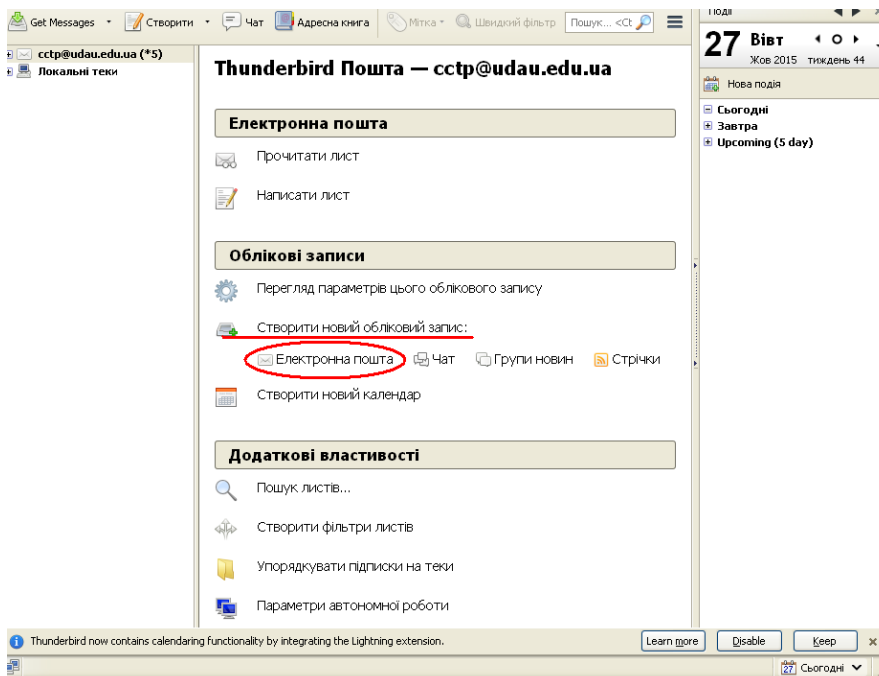 Get Messages Створити Чат Адресна книга Мітка Швидкий фільтр Пошук... <Ct
cctp@udau.edu.ua (*5)
Локальні теки
Thunderbird Пошта — cctp@udau.edu.ua
Електронна пошта
Прочитати лист
Написати лист
Облікові записи
Перегляд параметрів цього облікового запису
Створити новий обліковий запис:
Електронна пошта Чат Групи новин Стрічки
Створити новий календар
Додаткові властивості
Пошук листів...
Створити фільтри листів
Упорядкувати підписки на теки
Параметри автономної роботи
Події
27 Вівт
Жов 2015 тиждень 44
Нова подія
Сьогодні
Завтра
Upcoming (5 day)
Thunderbird now contains calendaring functionality by integrating the Lightning extension. Learn more Disable Keep
27 Сьогодні